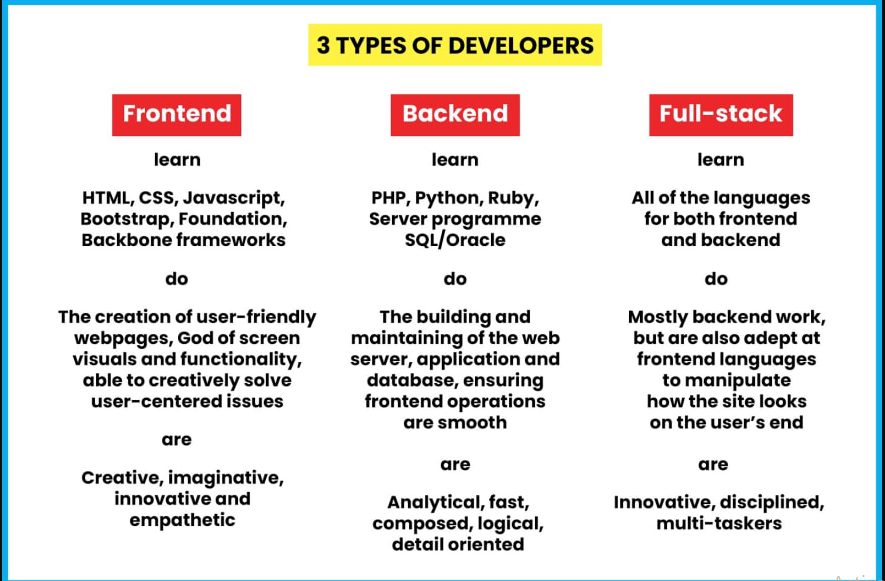 3 TYPES OF DEVELOPERS
Frontend
learn
HTML, CSS, Javascript,
Bootstrap, Foundation,
Backbone frameworks
do
The creation of user-friendly
webpages, God of screen
visuals and functionality,
able to creatively solve
user-centered issues
are
Creative, imaginative,
innovative and
empathetic
Backend
learn
PHP, Python, Ruby,
Server programme
SQL/Oracle
do
The building and
maintaining of the web
server, application and
database, ensuring
frontend operations
are smooth
are
Analytical, fast,
composed, logical,
detail oriented
Full-stack
learn
All of the languages
for both frontend
and backend
do
Mostly backend work,
but are also adept at
frontend languages
to manipulate
how the site looks
on the user's end
are
Innovative, disciplined,
multi-taskers